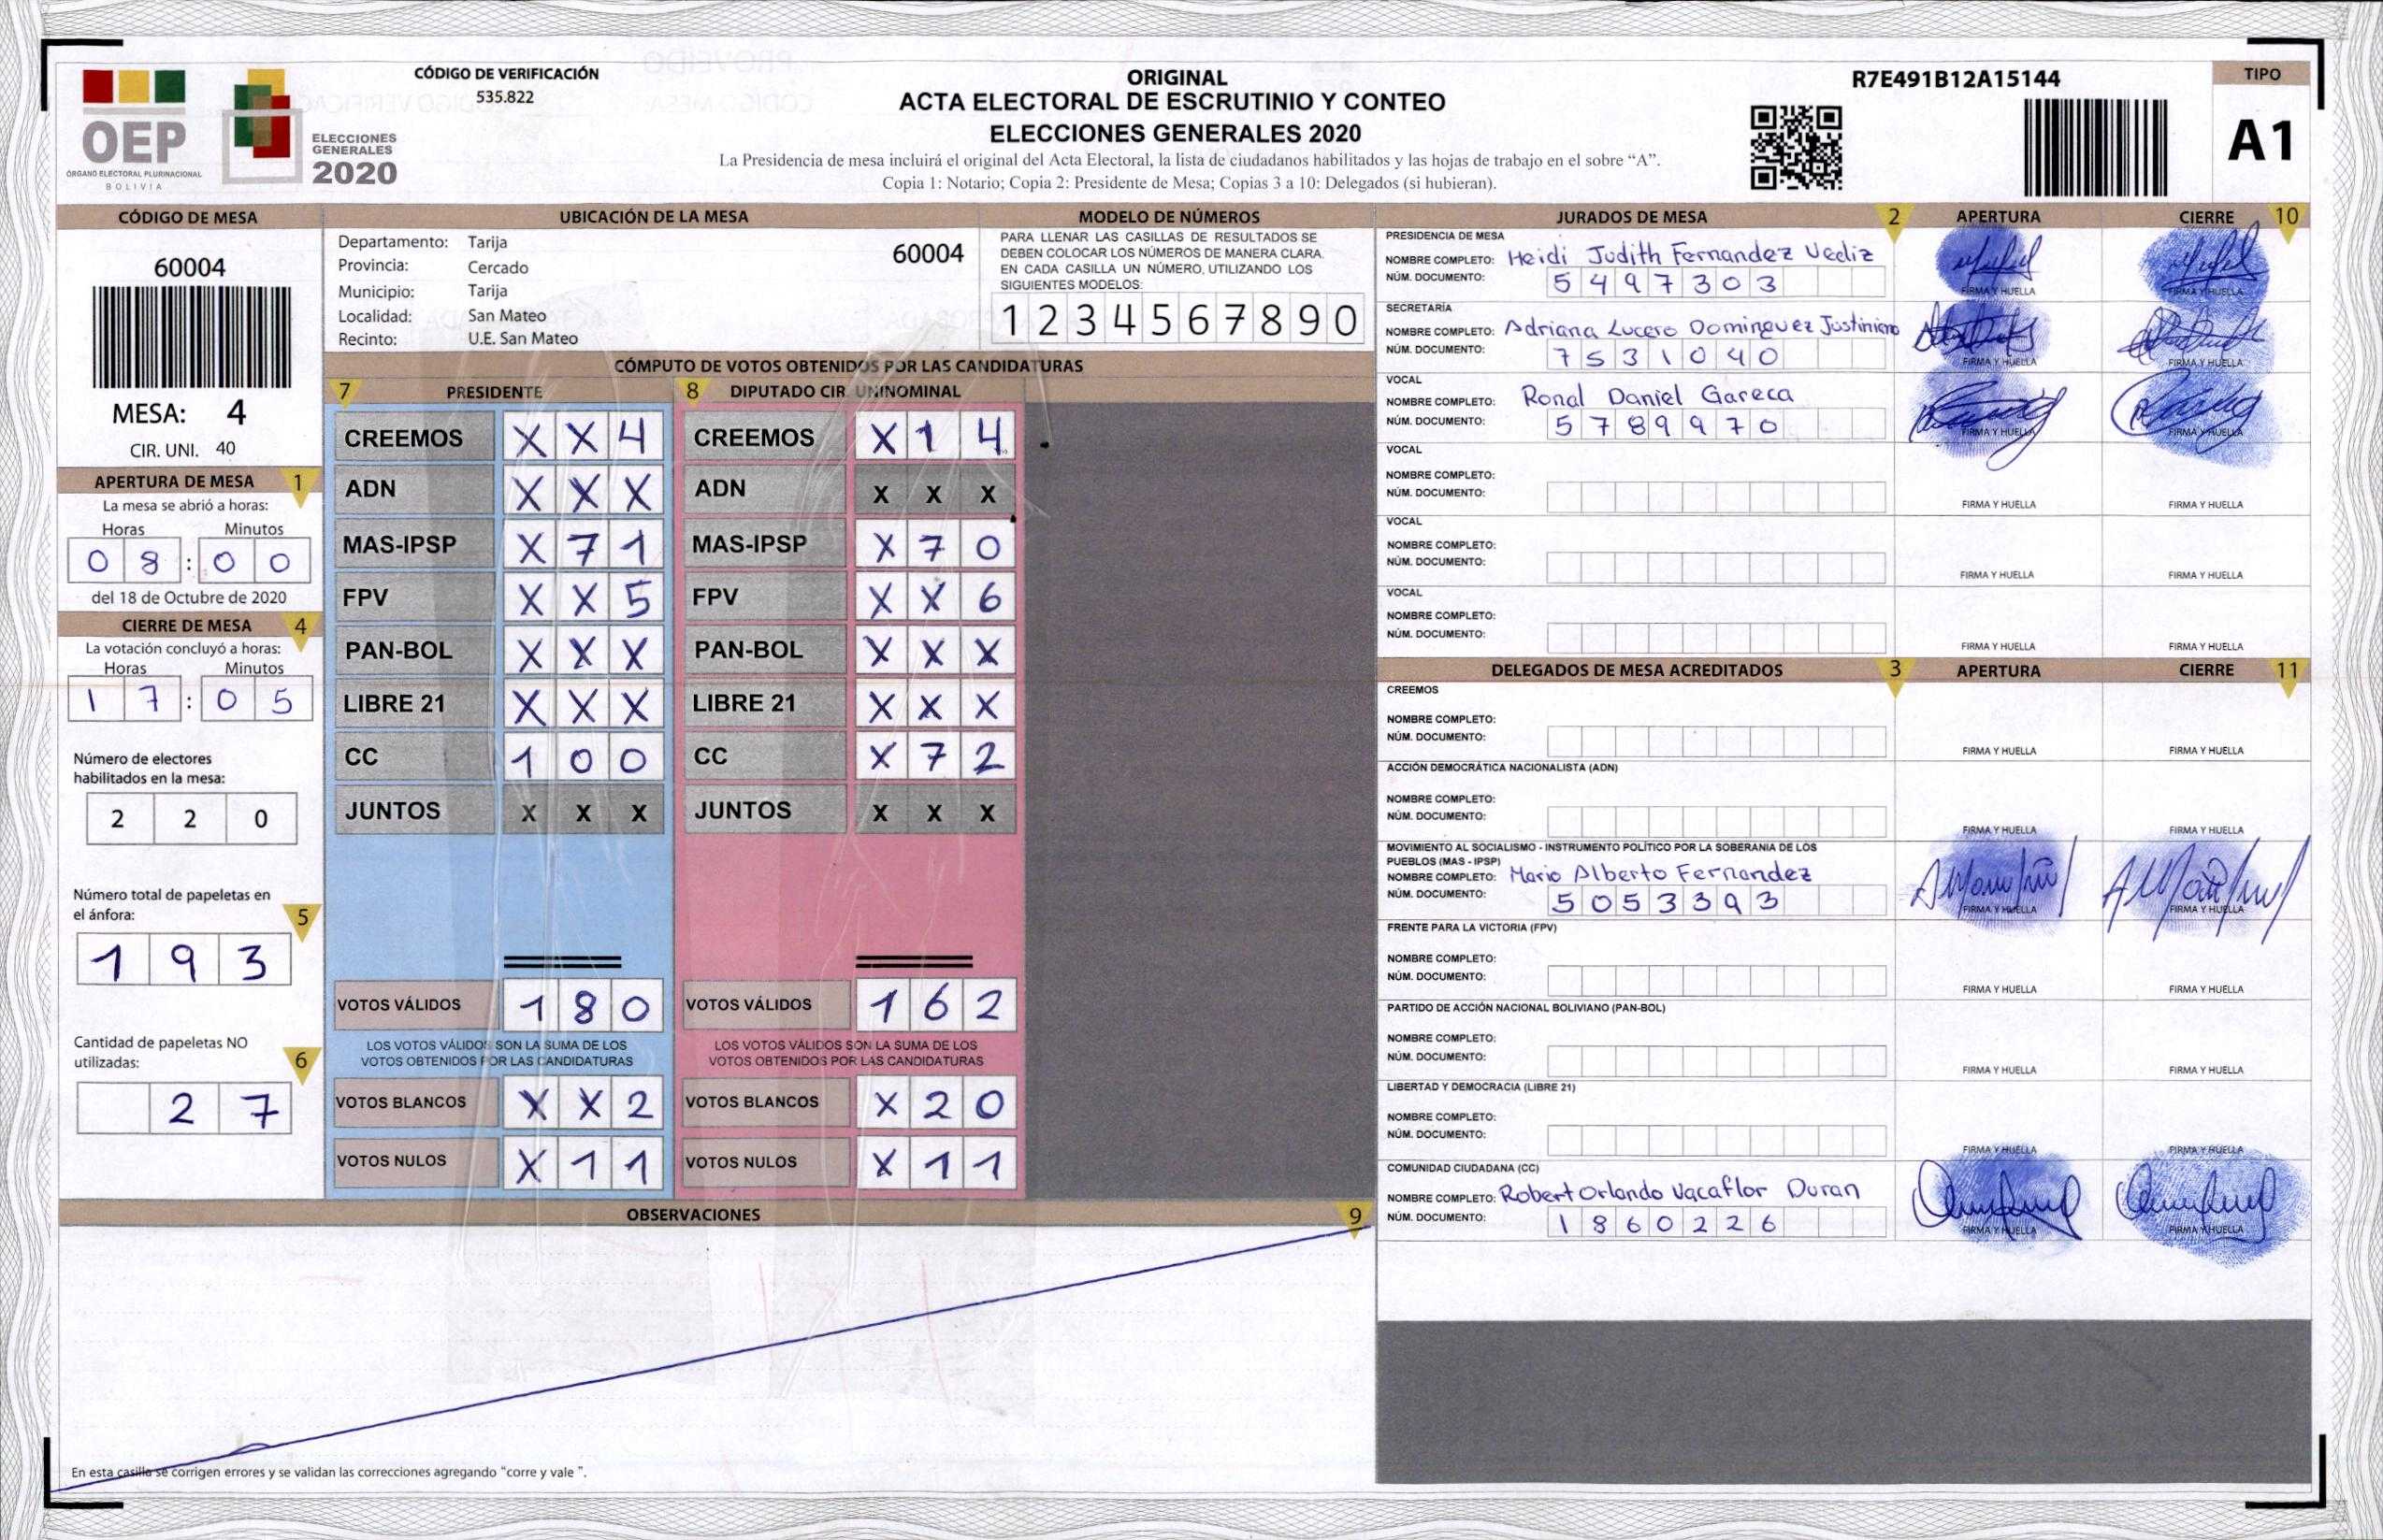 OEP
ÓRGANO ELECTORAL PLURINACIONAL
BOLIVIA
ELECCIONES
GENERALES
2020
CÓDIGO DE VERIFICACIÓN
535.822
ORIGINAL
ACTA ELECTORAL DE ESCRUTINIO Y CONTEO
ELECCIONES GENERALES 2020
La Presidencia de mesa incluirá el original del Acta Electoral, la lista de ciudadanos habilitados y las hojas de trabajo en el sobre “A”.
Copia 1: Notario; Copia 2: Presidente de Mesa; Copias 3 a 10: Delegados (si hubieran).
R7E491B12A15144
TIPO
A1
CÓDIGO DE MESA
60004
MESA: 4
CIR. UNI. 40
APERTURA DE MESA 1
La mesa se abrió a horas:
Horas Minutos
0 8 : 0 0
del 18 de Octubre de 2020
CIERRE DE MESA 4
La votación concluyó a horas:
Horas Minutos
1 7 : 0 5
Número de electores
habilitados en la mesa:
2 2 0
Número total de papeletas en
el ánfora: 5
1 9 3
Cantidad de papeletas NO
utilizadas: 6
2 7
UBICACIÓN DE LA MESA
Departamento: Tarija 60004
Provincia: Cercado
Municipio: Tarija
Localidad: San Mateo
Recinto: U.E. San Mateo
MODELO DE NÚMEROS
PARA LLENAR LAS CASILLAS DE RESULTADOS SE
DEBEN COLOCAR LOS NÚMEROS DE MANERA CLARA.
EN CADA CASILLA UN NÚMERO, UTILIZANDO LOS
SIGUIENTES MODELOS:
1 2 3 4 5 6 7 8 9 0
CÓMPUTO DE VOTOS OBTENIDOS POR LAS CANDIDATURAS
7 PRESIDENTE
CREEMOS X X 4
ADN X X X
MAS-IPSP X 7 1
FPV X X 5
PAN-BOL X X X
LIBRE 21 X X X
CC 1 0 0
JUNTOS X X X
VOTOS VÁLIDOS 1 8 0
LOS VOTOS VÁLIDOS SON LA SUMA DE LOS
VOTOS OBTENIDOS POR LAS CANDIDATURAS
VOTOS BLANCOS X X 2
VOTOS NULOS X 1 1
8 DIPUTADO CIR. UNINOMINAL
CREEMOS X 1 4
ADN X X X
MAS-IPSP X 7 0
FPV X X 6
PAN-BOL X X X
LIBRE 21 X X X
CC X 7 2
JUNTOS X X X
VOTOS VÁLIDOS 1 6 2
LOS VOTOS VÁLIDOS SON LA SUMA DE LOS
VOTOS OBTENIDOS POR LAS CANDIDATURAS
VOTOS BLANCOS X 2 0
VOTOS NULOS X 1 1
OBSERVACIONES 9
En esta casilla se corrigen errores y se validan las correcciones agregando “corre y vale ”.
JURADOS DE MESA 2 APERTURA CIERRE 10
PRESIDENCIA DE MESA
NOMBRE COMPLETO: Heidi Judith Fernandez Vediz
NÚM. DOCUMENTO: 5 4 9 7 3 0 3
FIRMA Y HUELLA FIRMA Y HUELLA
SECRETARÍA
NOMBRE COMPLETO: Adriana Lucero Dominguez Justiniano
NÚM. DOCUMENTO: 7 5 3 1 0 4 0
FIRMA Y HUELLA FIRMA Y HUELLA
VOCAL
NOMBRE COMPLETO: Ronal Daniel Gareca
NÚM. DOCUMENTO: 5 7 8 9 9 7 0
FIRMA Y HUELLA FIRMA Y HUELLA
VOCAL
NOMBRE COMPLETO:
NÚM. DOCUMENTO:
FIRMA Y HUELLA FIRMA Y HUELLA
VOCAL
NOMBRE COMPLETO:
NÚM. DOCUMENTO:
FIRMA Y HUELLA FIRMA Y HUELLA
VOCAL
NOMBRE COMPLETO:
NÚM. DOCUMENTO:
FIRMA Y HUELLA FIRMA Y HUELLA
DELEGADOS DE MESA ACREDITADOS 3 APERTURA CIERRE 11
CREEMOS
NOMBRE COMPLETO:
NÚM. DOCUMENTO:
FIRMA Y HUELLA FIRMA Y HUELLA
ACCIÓN DEMOCRÁTICA NACIONALISTA (ADN)
NOMBRE COMPLETO:
NÚM. DOCUMENTO:
FIRMA Y HUELLA FIRMA Y HUELLA
MOVIMIENTO AL SOCIALISMO - INSTRUMENTO POLÍTICO POR LA SOBERANIA DE LOS
PUEBLOS (MAS - IPSP)
NOMBRE COMPLETO: Mario Alberto Fernandez
NÚM. DOCUMENTO: 5 0 5 3 3 9 3
FIRMA Y HUELLA FIRMA Y HUELLA
FRENTE PARA LA VICTORIA (FPV)
NOMBRE COMPLETO:
NÚM. DOCUMENTO:
FIRMA Y HUELLA FIRMA Y HUELLA
PARTIDO DE ACCIÓN NACIONAL BOLIVIANO (PAN-BOL)
NOMBRE COMPLETO:
NÚM. DOCUMENTO:
FIRMA Y HUELLA FIRMA Y HUELLA
LIBERTAD Y DEMOCRACIA (LIBRE 21)
NOMBRE COMPLETO:
NÚM. DOCUMENTO:
FIRMA Y HUELLA FIRMA Y HUELLA
COMUNIDAD CIUDADANA (CC)
NOMBRE COMPLETO: Robert Orlando Vacaflor Duran
NÚM. DOCUMENTO: 1 8 6 0 2 2 6
FIRMA Y HUELLA FIRMA Y HUELLA